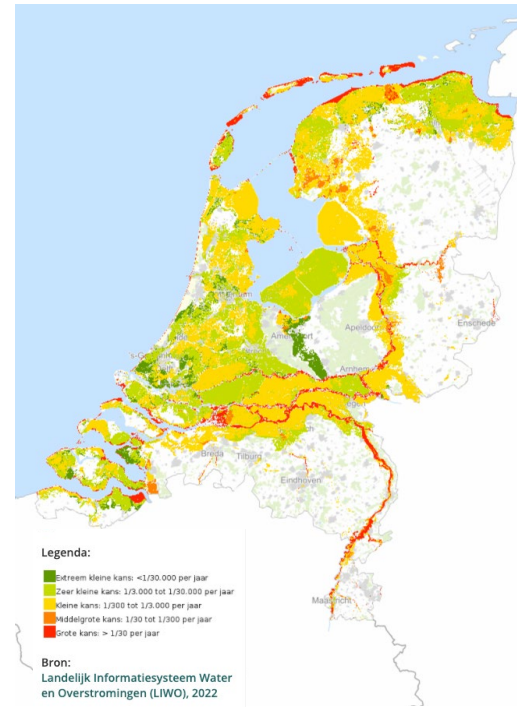 Enschede
Apeldoorn
Arnhem
Breda
Tilburg
Eindhoven
Maastricht
Legenda:
Extreem kleine kans: <1/30.000 per jaar
Zeer kleine kans: 1/3.000 tot 1/30.000 per jaar
Kleine kans: 1/300 tot 1/3.000 per jaar
Middelgrote kans: 1/30 tot 1/300 per jaar
Grote kans: > 1/30 per jaar
Bron:
Landelijk Informatiesysteem Water
en Overstromingen (LIWO), 2022